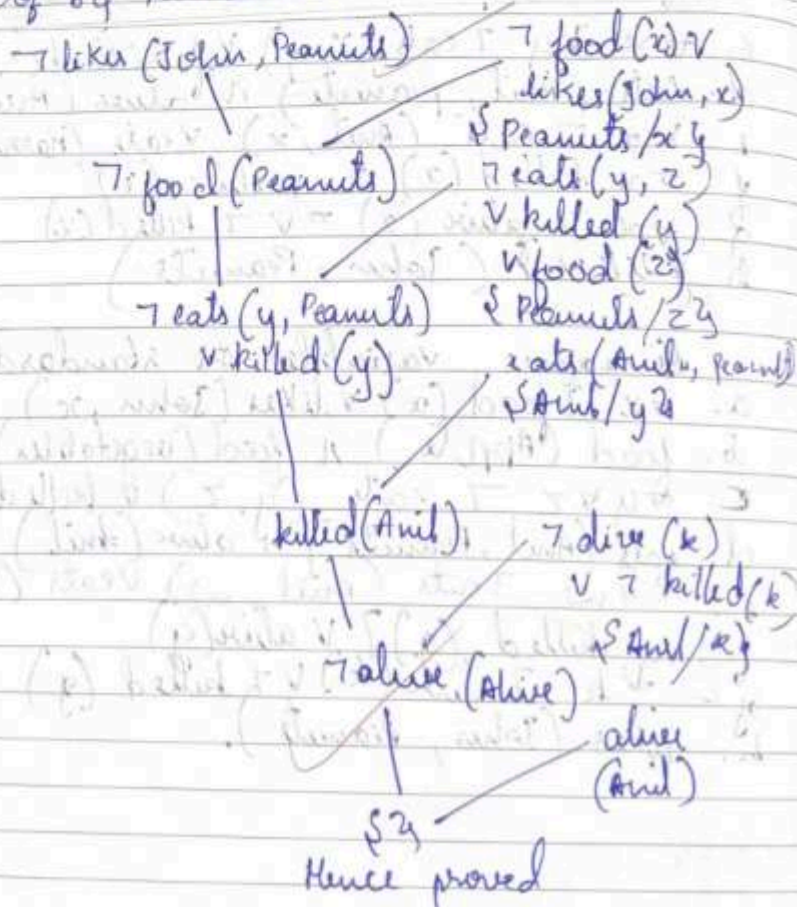 ¬ likes (John, Peanuts)
¬ food (x) ∨
likes (John, x)
{ Peanuts / x }
¬ food (Peanuts)
¬ eats (y, z)
∨ killed (y)
∨ food (z)
{ Peanuts / z }
¬ eats (y, Peanuts)
∨ killed (y)
eats (Anil, Peanuts)
{ Anil / y }
killed (Anil)
¬ alive (k)
∨ ¬ killed (k)
{ Anil / k }
¬ alive (Alive)
alive
(Anil)
{ }
Hence proved